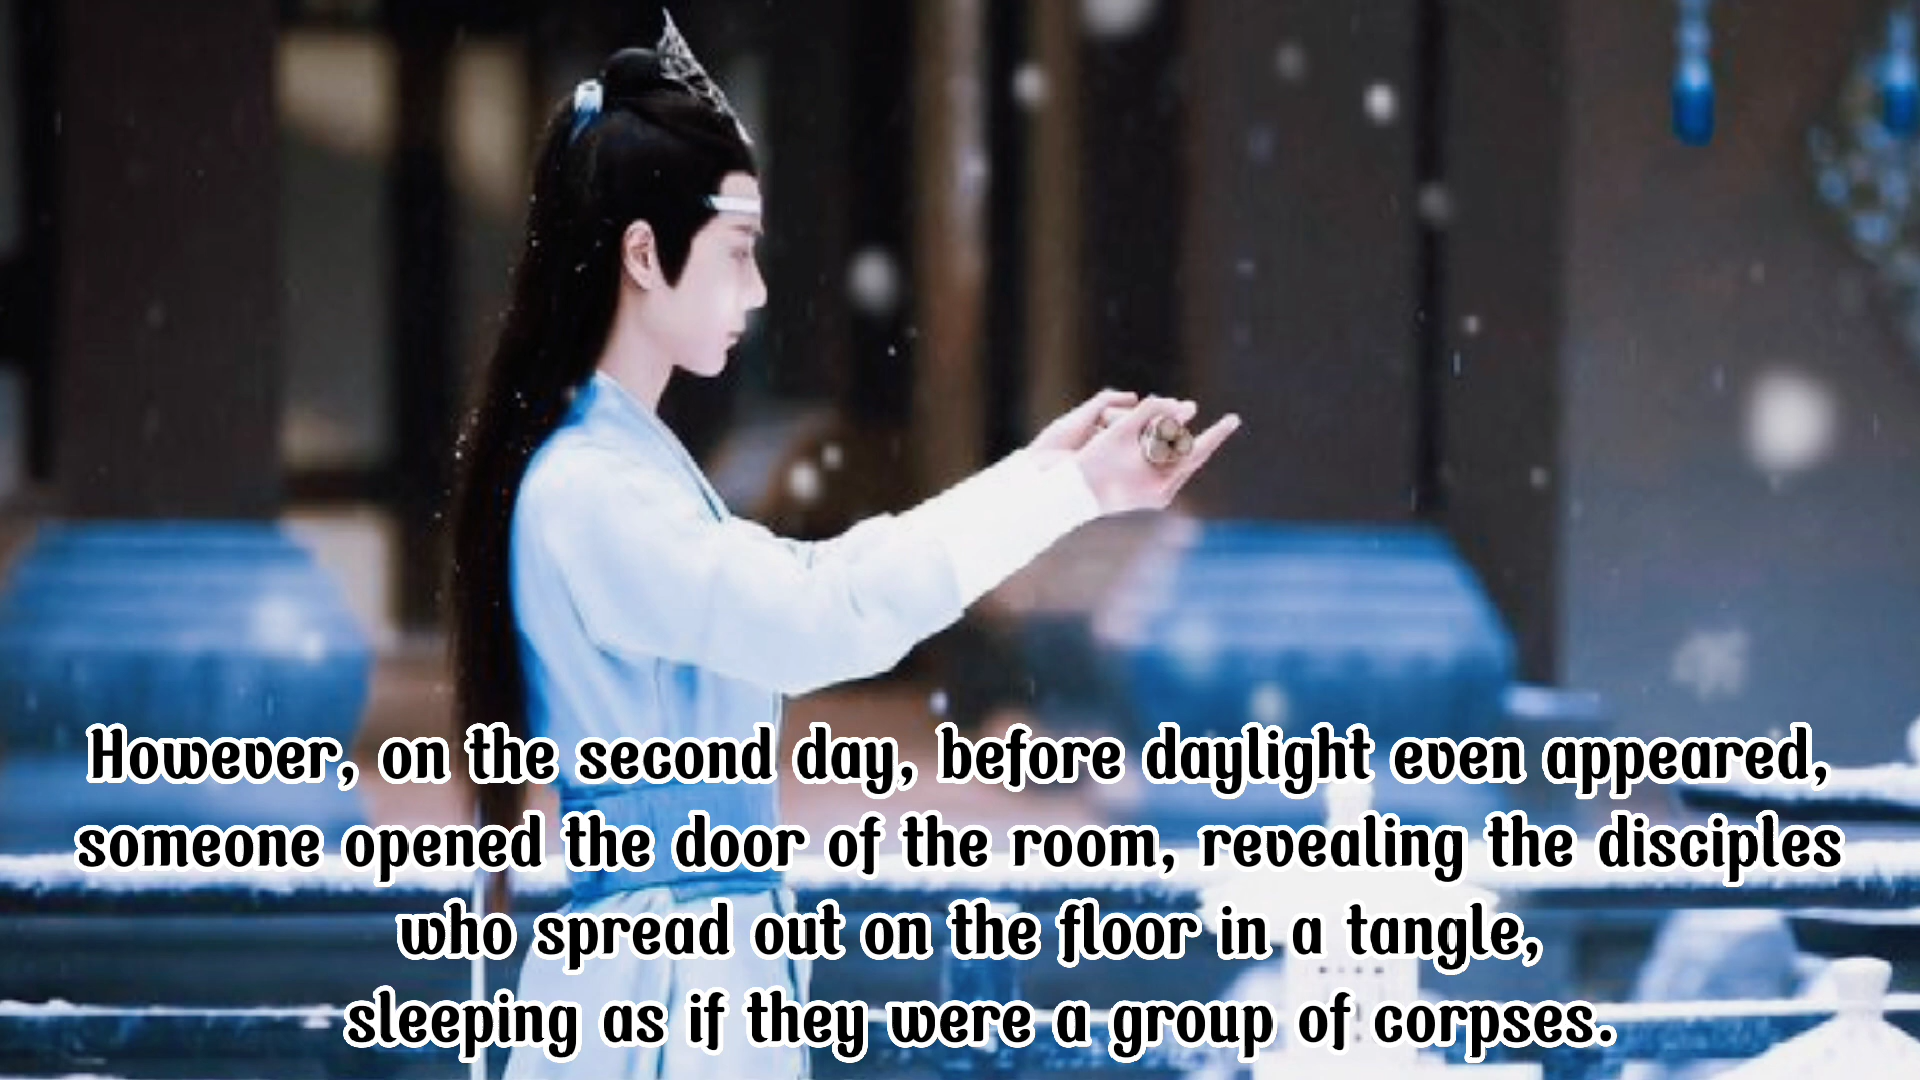 However, on the second day, before daylight even appeared,
someone opened the door of the room, revealing the disciples
who spread out on the floor in a tangle,
sleeping as if they were a group of corpses.